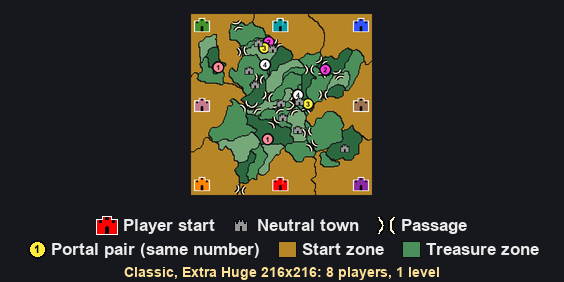 Player start Neutral town Passage
1 Portal pair (same number) Start zone Treasure zone
Classic, Extra Huge 216x216: 8 players, 1 level